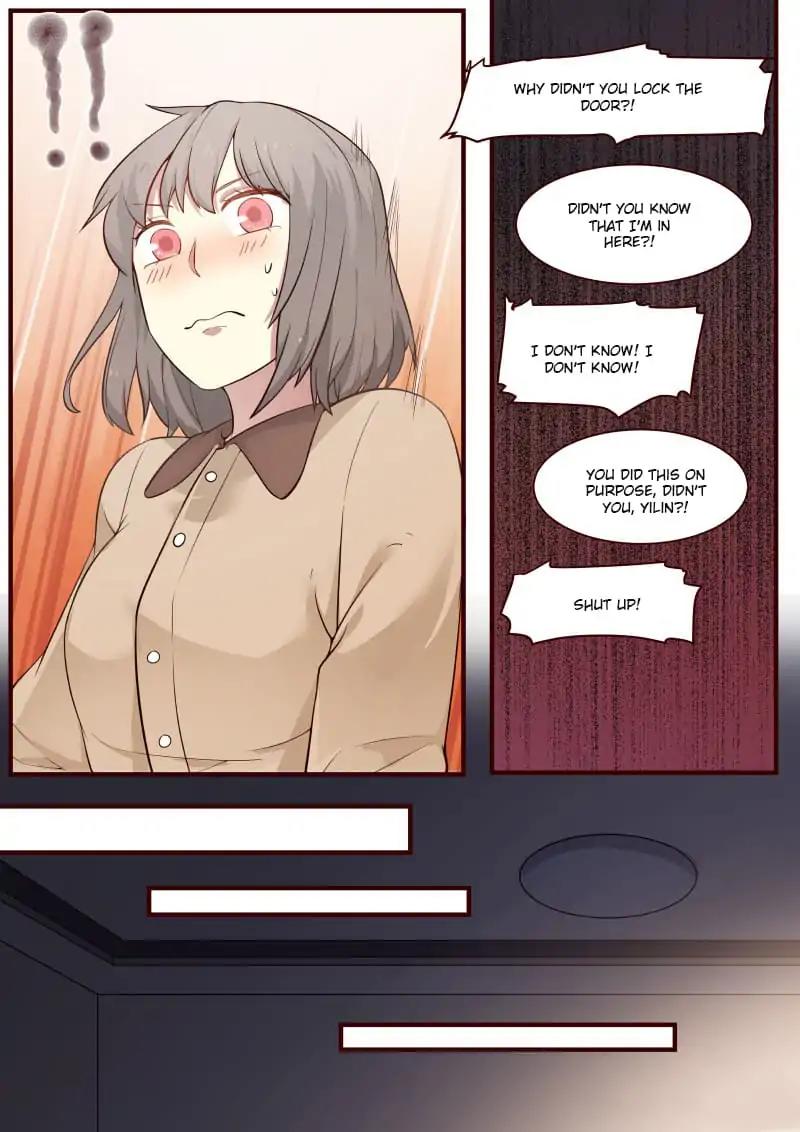 !!
WHY DIDN'T YOU LOCK THE
DOOR?!
DIDN'T YOU KNOW
THAT I'M IN
HERE?!
I DON'T KNOW! I
DON'T KNOW!
YOU DID THIS ON
PURPOSE, DIDN'T
YOU, YILIN?!
SHUT UP!